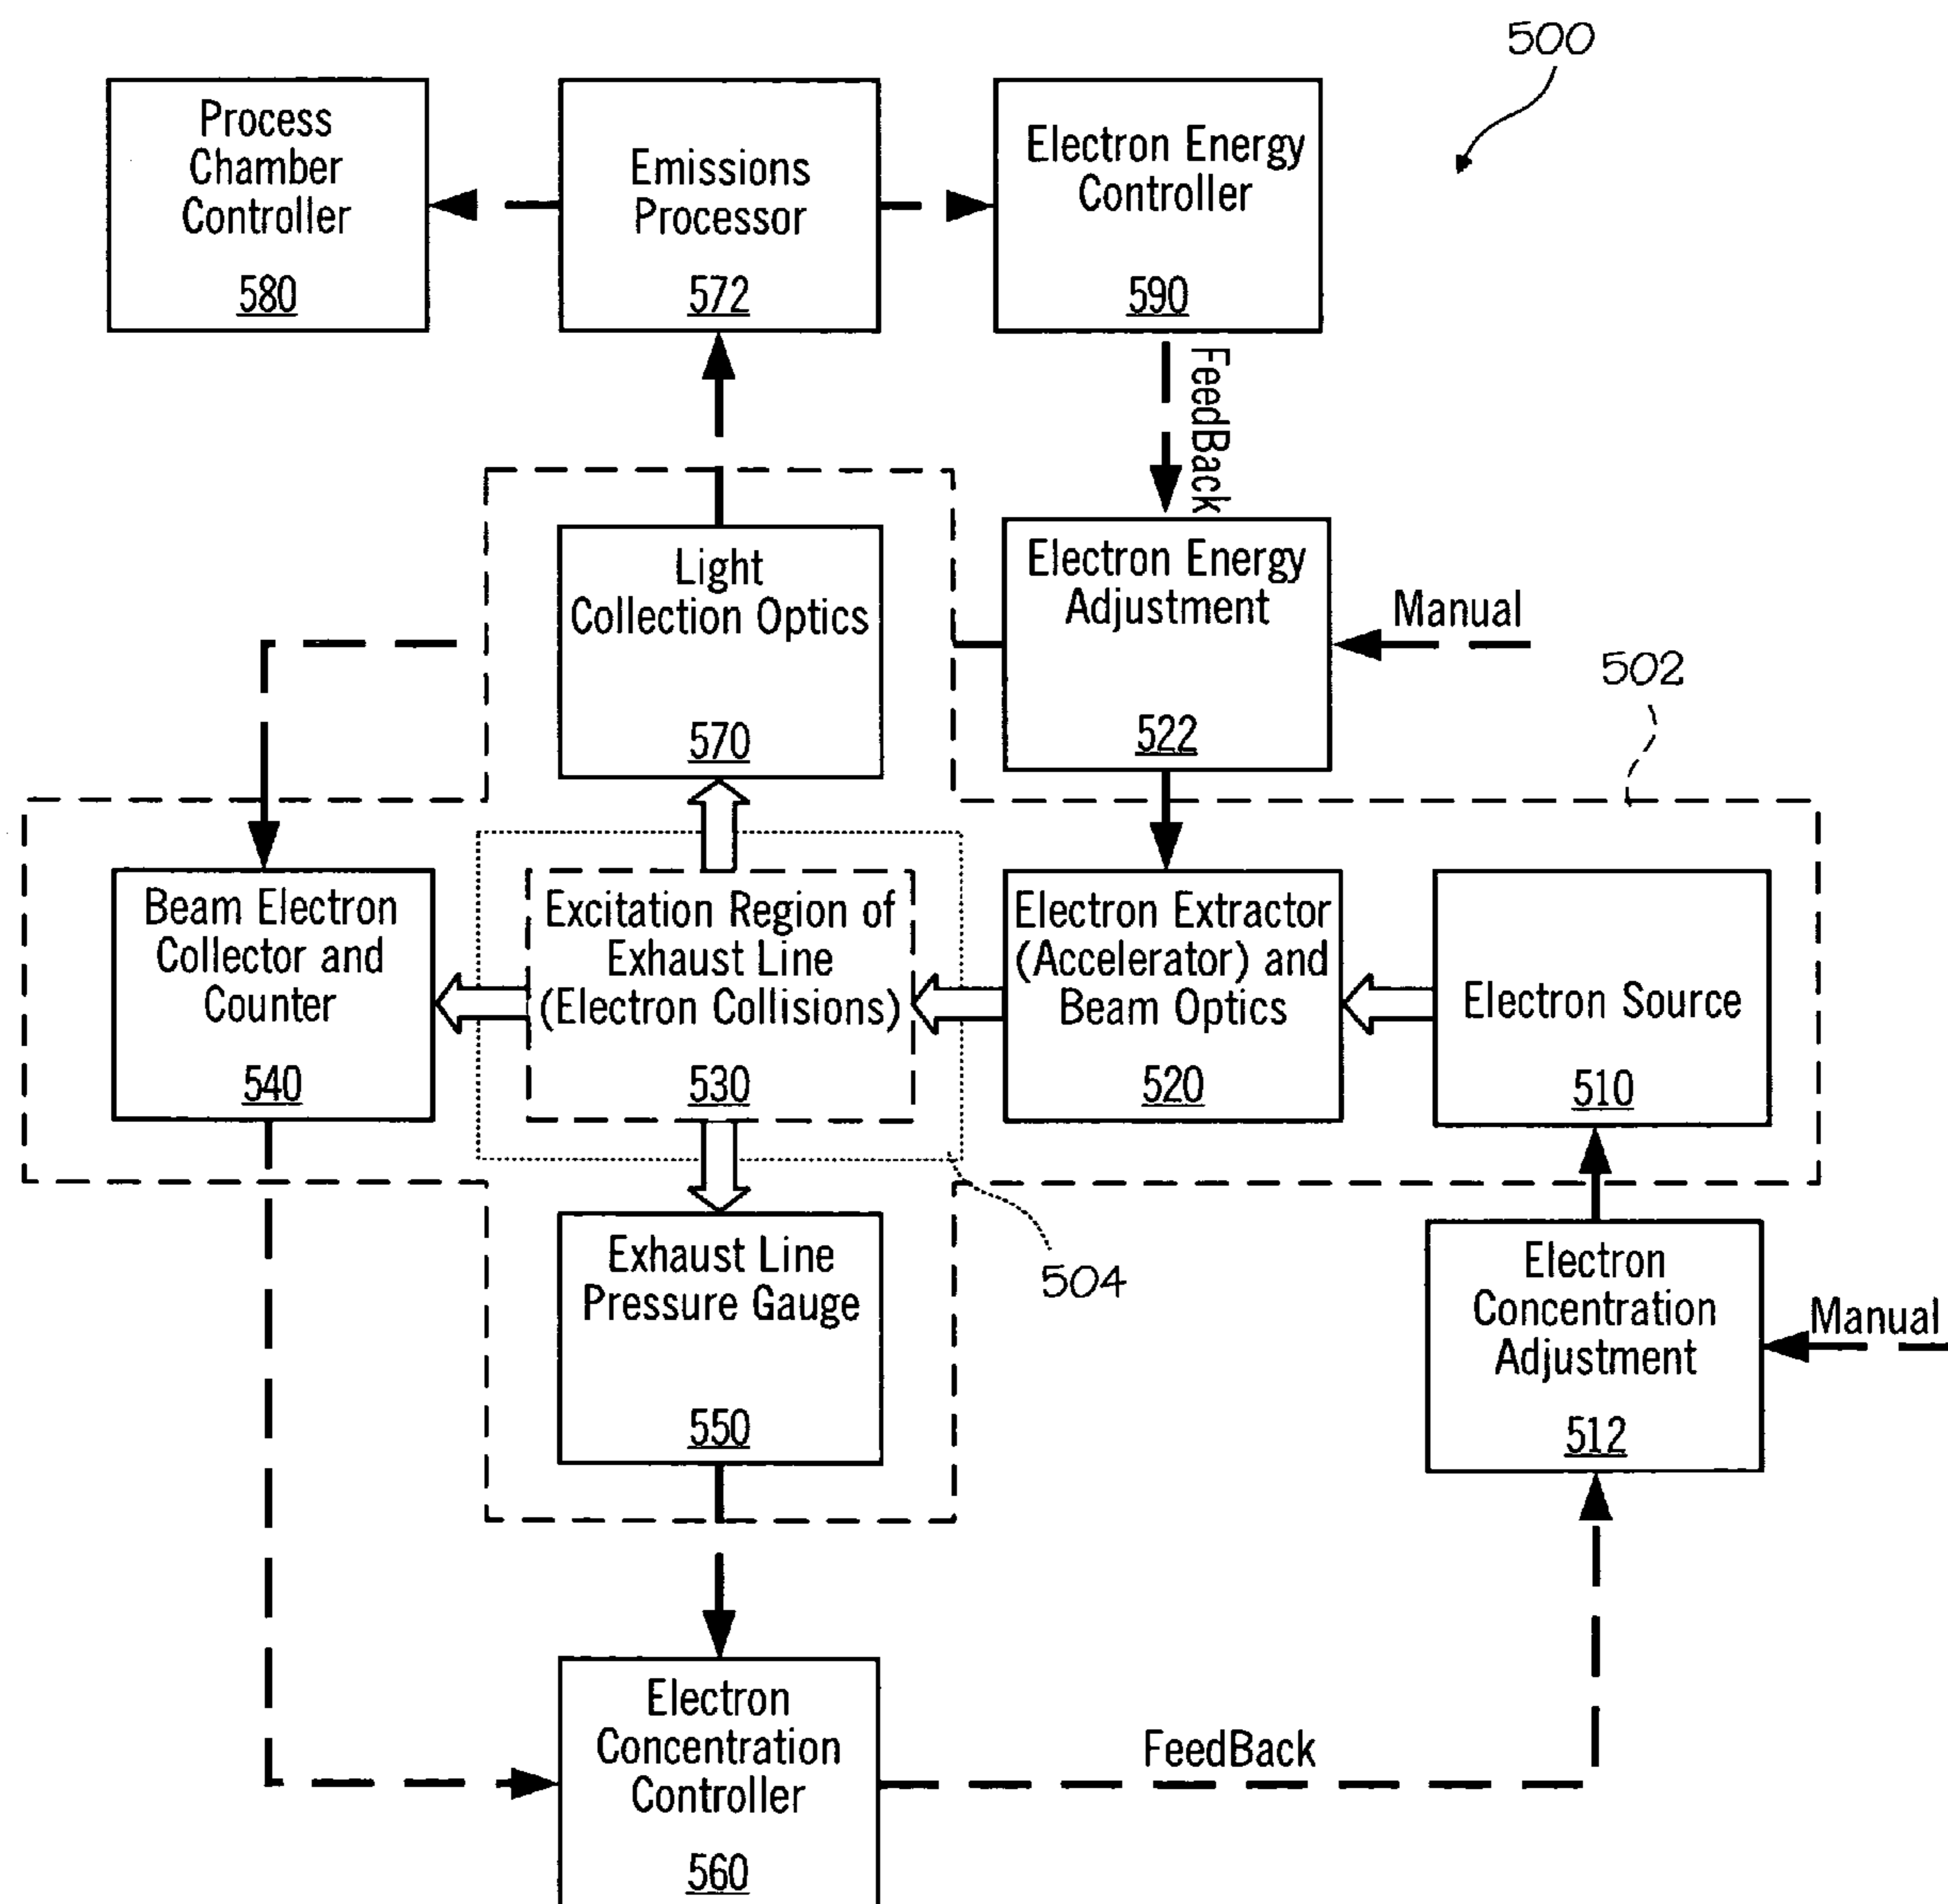 500
Process
Chamber
Controller
580
Emissions
Processor
572
Electron Energy
Controller
590
FeedBack
Light
Collection Optics
570
Electron Energy
Adjustment
522
Manual
502
Beam Electron
Collector and
Counter
540
Excitation Region of
Exhaust Line
(Electron Collisions)
530
Electron Extractor
(Accelerator) and
Beam Optics
520
Electron Source
510
504
Exhaust Line
Pressure Gauge
550
Electron
Concentration
Adjustment
512
Manual
Electron
Concentration
Controller
560
FeedBack